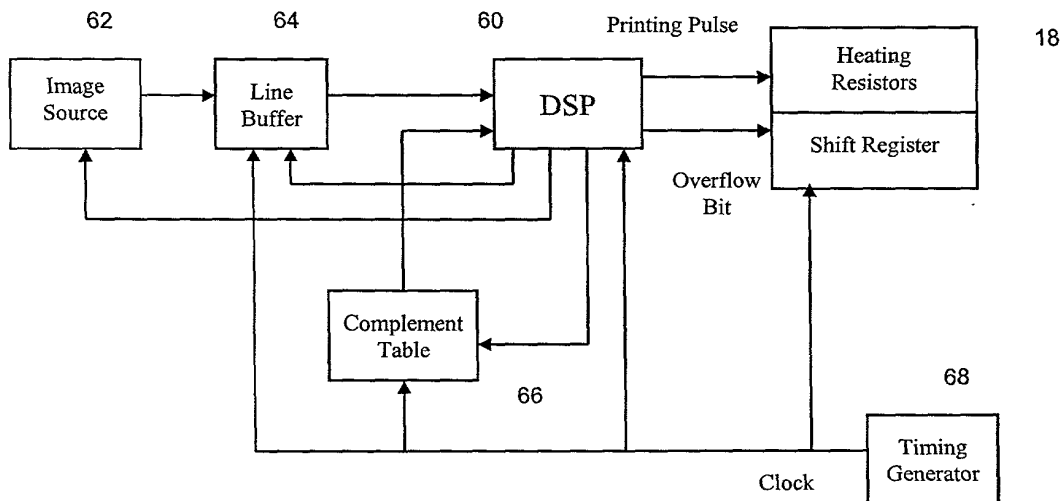 62
64
60
Printing Pulse
18
Image
Source
Line
Buffer
DSP
Heating
Resistors
Shift Register
Overflow
Bit
Complement
Table
66
68
Timing
Generator
Clock